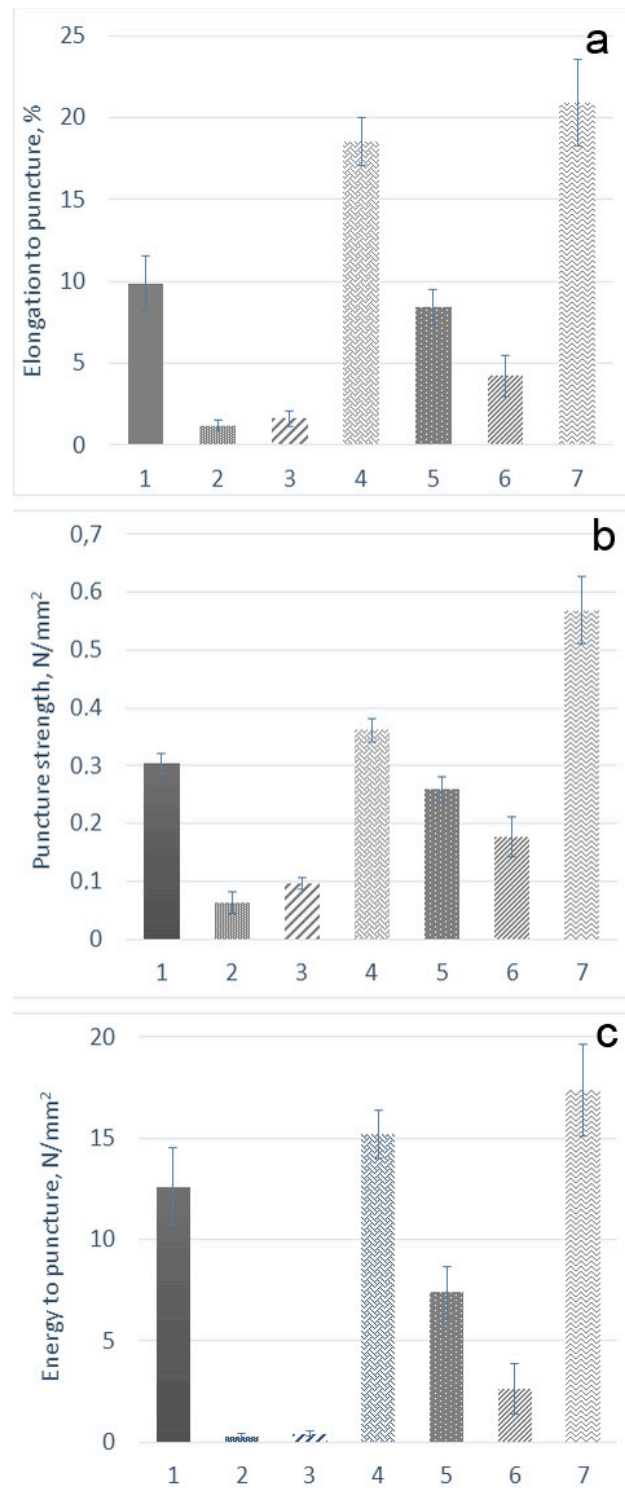 a
Elongation to puncture, %
25
20
15
10
5
0
1 2 3 4 5 6 7
b
Puncture strength, N/mm²
0,7
0,6
0,5
0,4
0,3
0,2
0,1
0
1 2 3 4 5 6 7
c
Energy to puncture, N/mm²
20
15
10
5
0
1 2 3 4 5 6 7